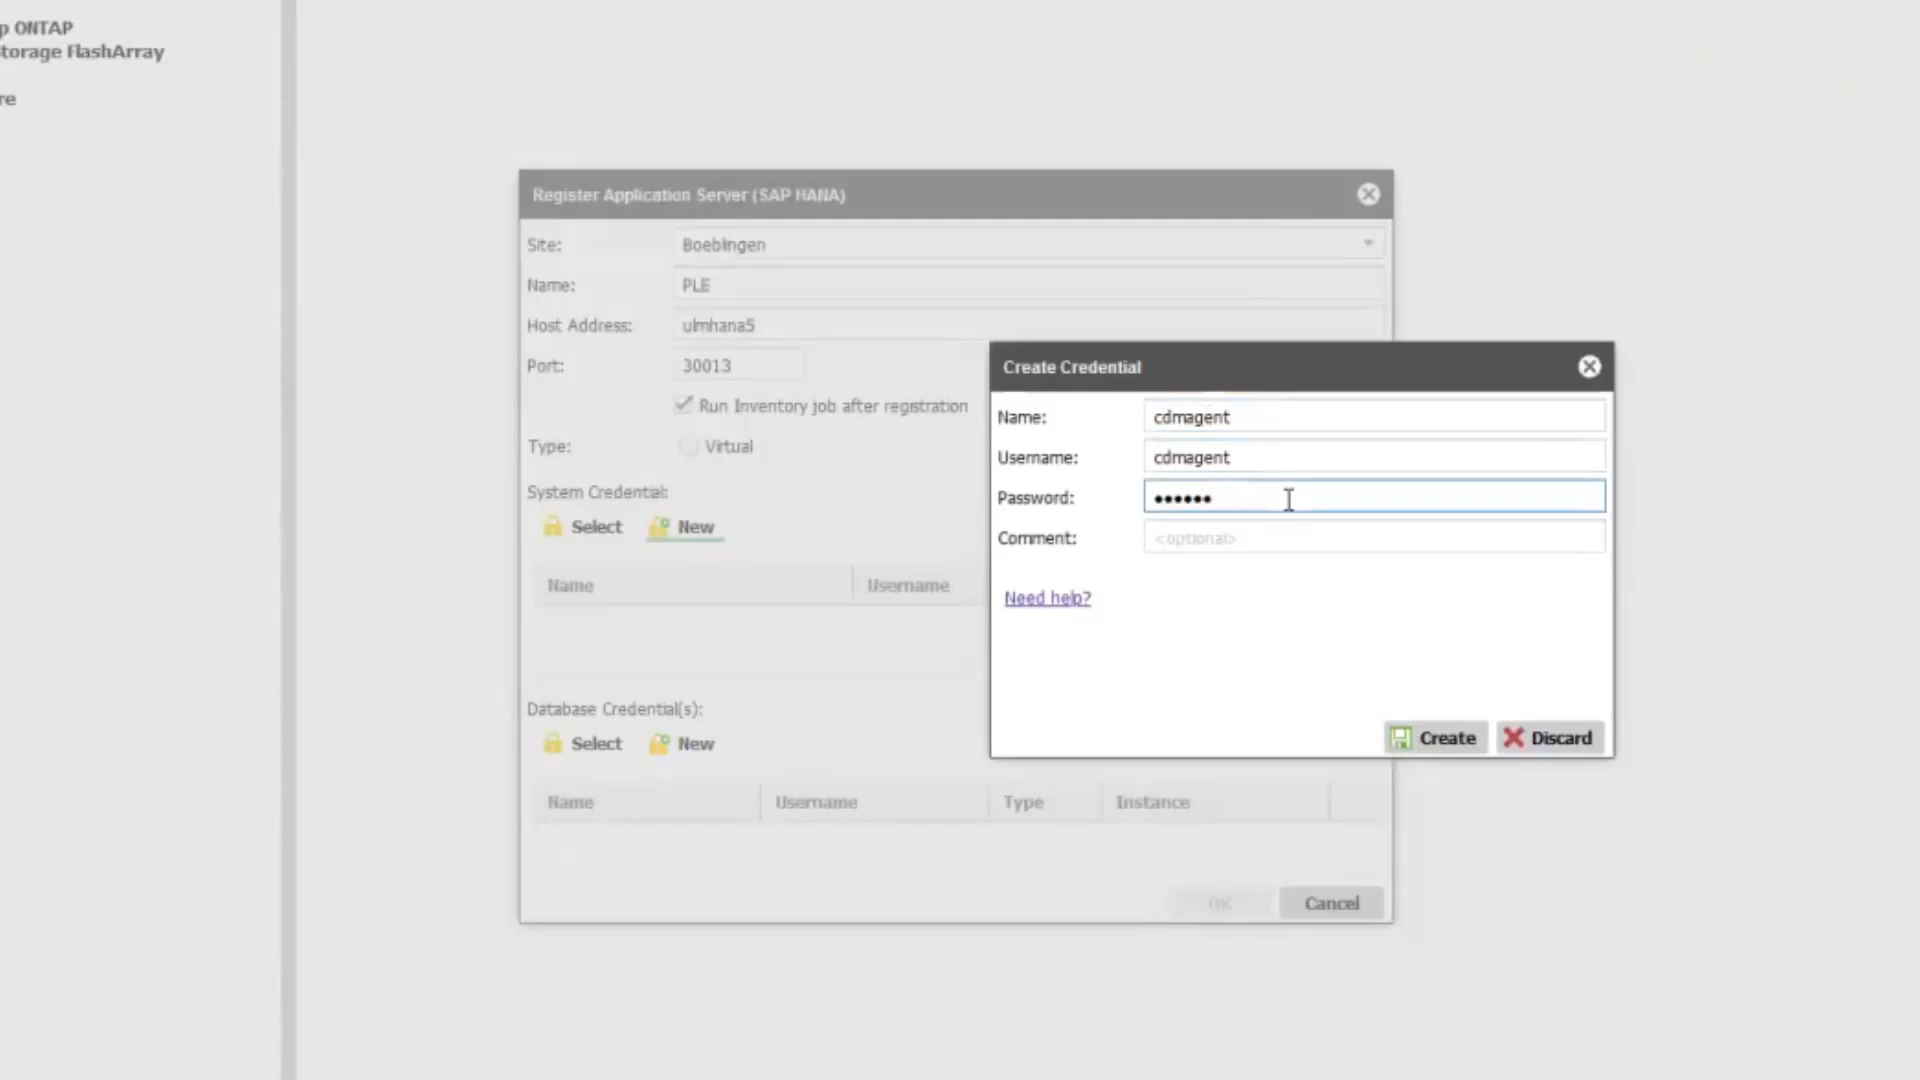 p ONTAP
torage FlashArray
re
Register Application Server (SAP HANA)
Site: Boeblingen
Name: PLE
Host Address: ulmhana5
Port: 30013
Run Inventory job after registration
Type: Virtual
System Credential:
Select New
Name Username
Database Credential(s):
Select New
Name Username Type Instance
OK Cancel
Create Credential
Name: cdmagent
Username: cdmagent
Password: ••••••
Comment: <optional>
Need help?
Create Discard